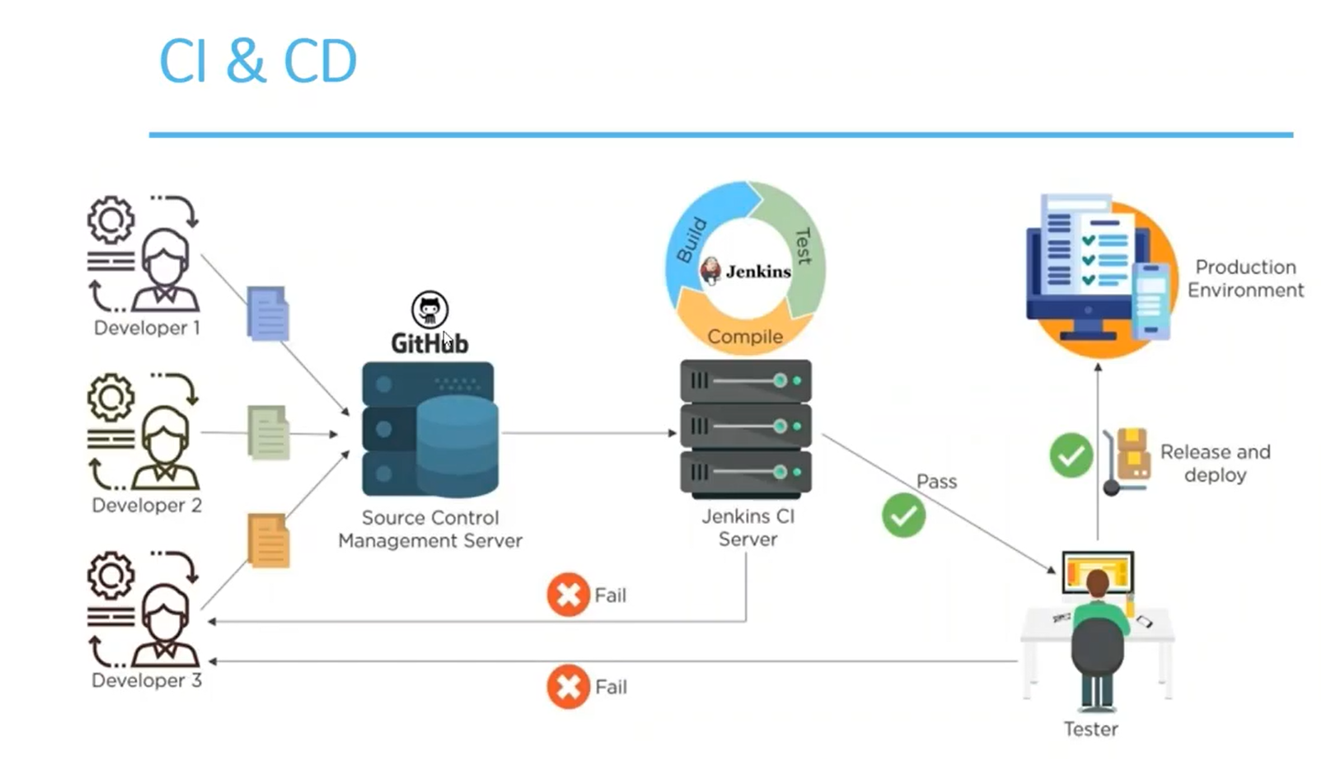 CI & CD
Developer 1
Developer 2
Developer 3
GitHub
Source Control
Management Server
Build
Test
Compile
Jenkins
Jenkins CI
Server
Pass
Fail
Fail
Production
Environment
Release and
deploy
Tester